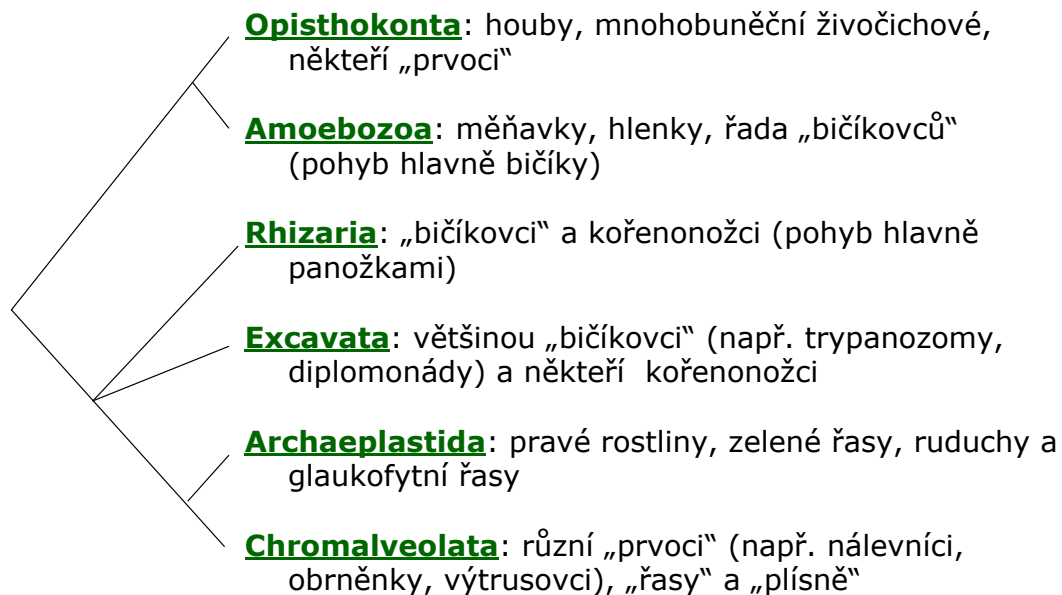 Opisthokonta: houby, mnohobuněční živočichové,
někteří „prvoci“
Amoebozoa: měňavky, hlenky, řada „bičíkovců“
(pohyb hlavně bičíky)
Rhizaria: „bičíkovci“ a kořenonožci (pohyb hlavně
panožkami)
Excavata: většinou „bičíkovci“ (např. trypanozomy,
diplomonády) a někteří kořenonožci
Archaeplastida: pravé rostliny, zelené řasy, ruduchy a
glaukofytní řasy
Chromalveolata: různí „prvoci“ (např. nálevníci,
obrněnky, výtrusovci), „řasy“ a „plísně“